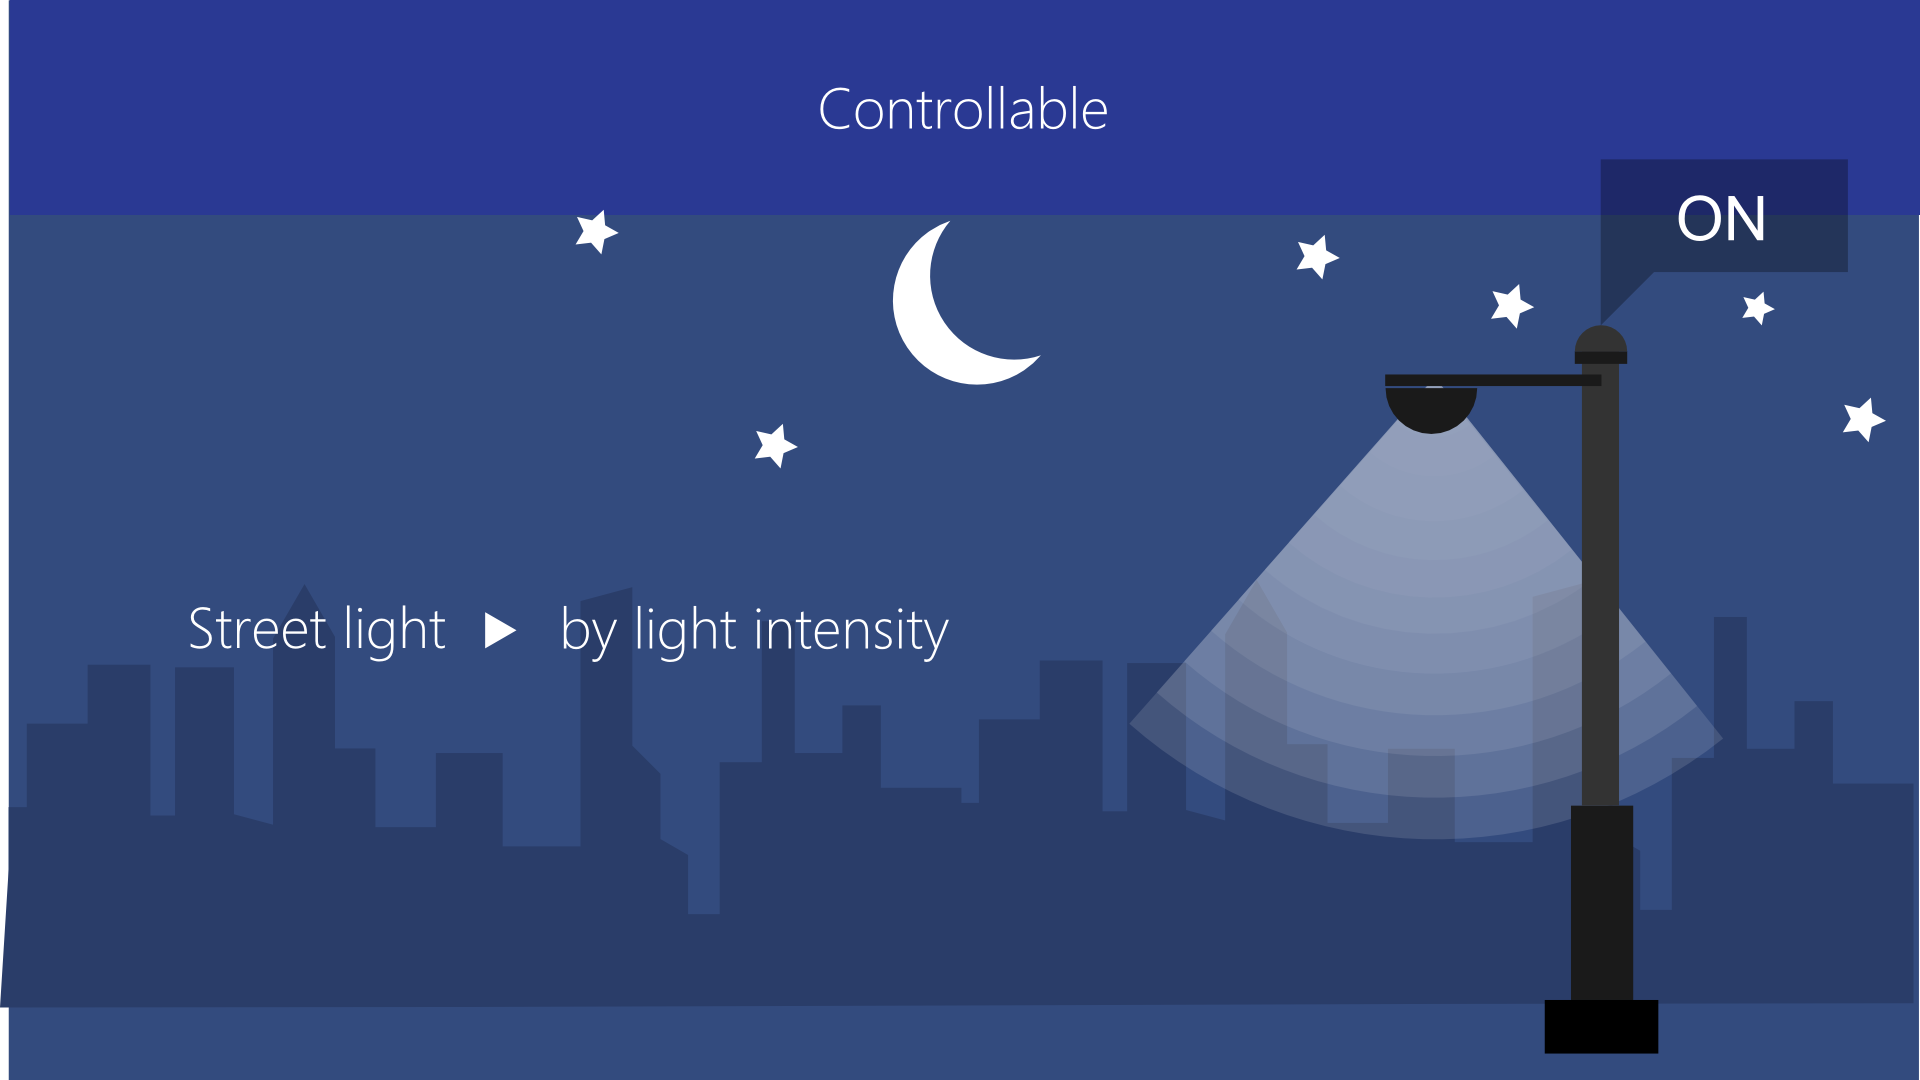 Controllable
ON
Street light ▶ by light intensity